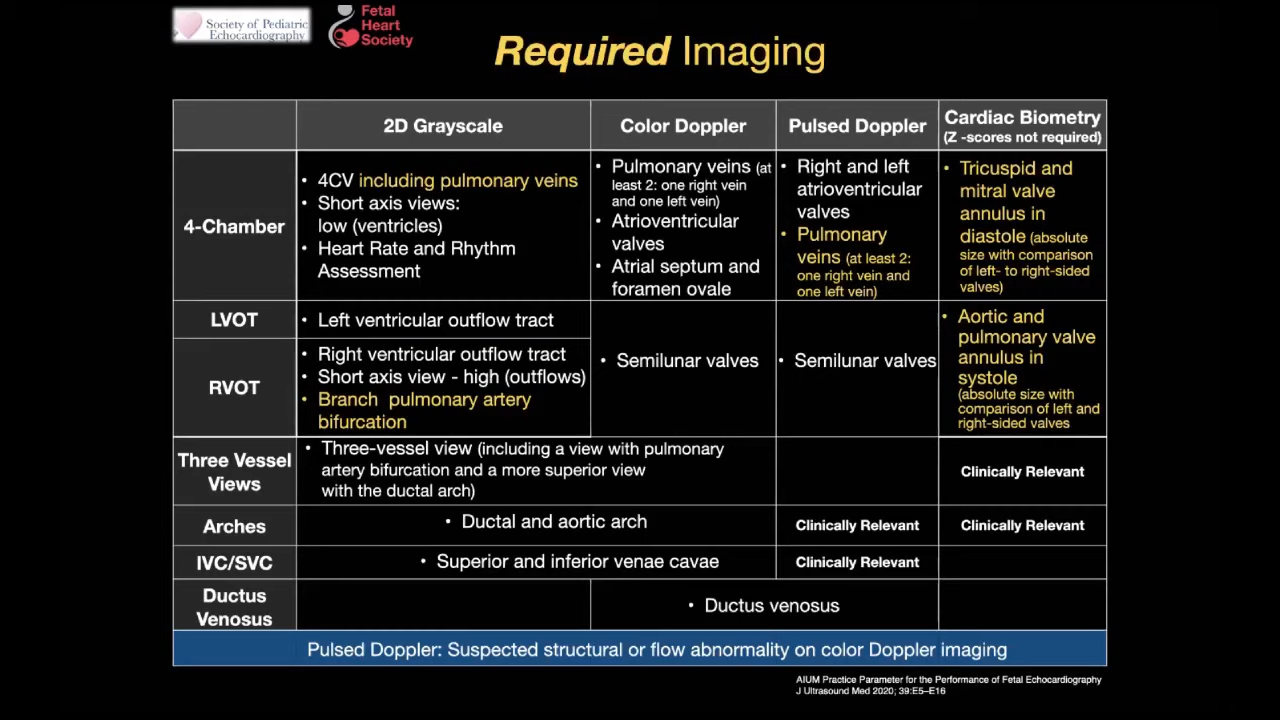 Society of Pediatric
Echocardiography
Fetal
Heart
Society
Required Imaging
2D Grayscale
Color Doppler
Pulsed Doppler
Cardiac Biometry
(Z -scores not required)
4-Chamber
• 4CV including pulmonary veins
• Short axis views:
low (ventricles)
• Heart Rate and Rhythm
Assessment
• Pulmonary veins (at
least 2: one right vein
and one left vein)
• Atrioventricular
valves
• Atrial septum and
foramen ovale
• Right and left
atrioventricular
valves
• Pulmonary
veins (at least 2:
one right vein and
one left vein)
• Tricuspid and
mitral valve
annulus in
diastole (absolute
size with comparison
of left- to right-sided
valves)
LVOT
• Left ventricular outflow tract
RVOT
• Right ventricular outflow tract
• Short axis view - high (outflows)
• Branch pulmonary artery
bifurcation
• Semilunar valves
• Semilunar valves
• Aortic and
pulmonary valve
annulus in
systole
(absolute size with
comparison of left and
right-sided valves
Three Vessel
Views
• Three-vessel view (including a view with pulmonary
artery bifurcation and a more superior view
with the ductal arch)
Clinically Relevant
Arches
• Ductal and aortic arch
Clinically Relevant
Clinically Relevant
IVC/SVC
• Superior and inferior venae cavae
Clinically Relevant
Ductus
Venosus
• Ductus venosus
Pulsed Doppler: Suspected structural or flow abnormality on color Doppler imaging
AIUM Practice Parameter for the Performance of Fetal Echocardiography
J Ultrasound Med 2020; 39:E5–E16